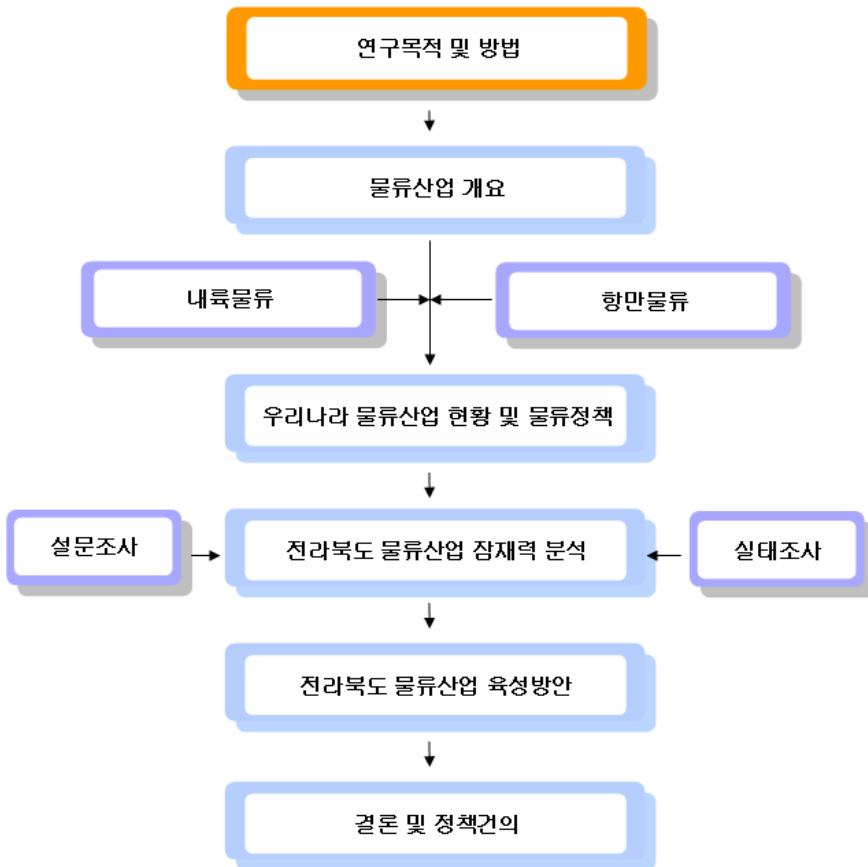 연구목적 및 방법
물류산업 개요
내륙물류
항만물류
우리나라 물류산업 현황 및 물류정책
설문조사
전라북도 물류산업 잠재력 분석
실태조사
전라북도 물류산업 육성방안
결론 및 정책건의